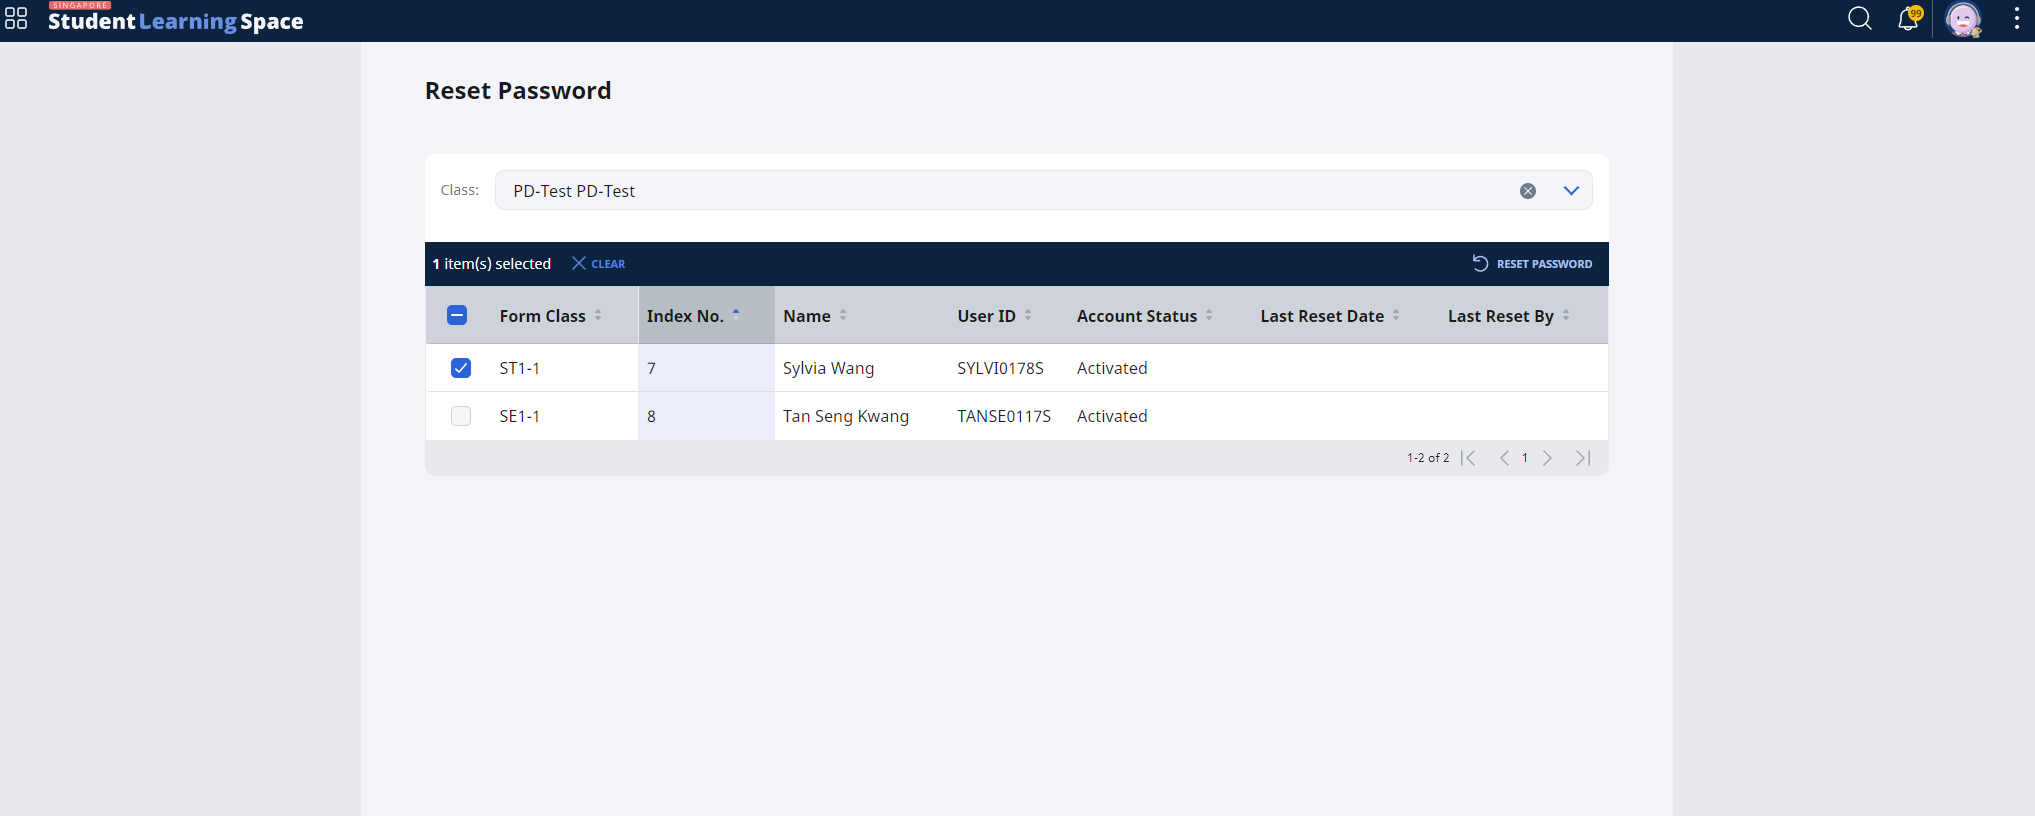 SINGAPORE
Student Learning Space
99
Reset Password
Class: PD-Test PD-Test
1 item(s) selected CLEAR RESET PASSWORD
Form Class Index No. Name User ID Account Status Last Reset Date Last Reset By
ST1-1 7 Sylvia Wang SYLVI0178S Activated
SE1-1 8 Tan Seng Kwang TANSE0117S Activated
1-2 of 2 1